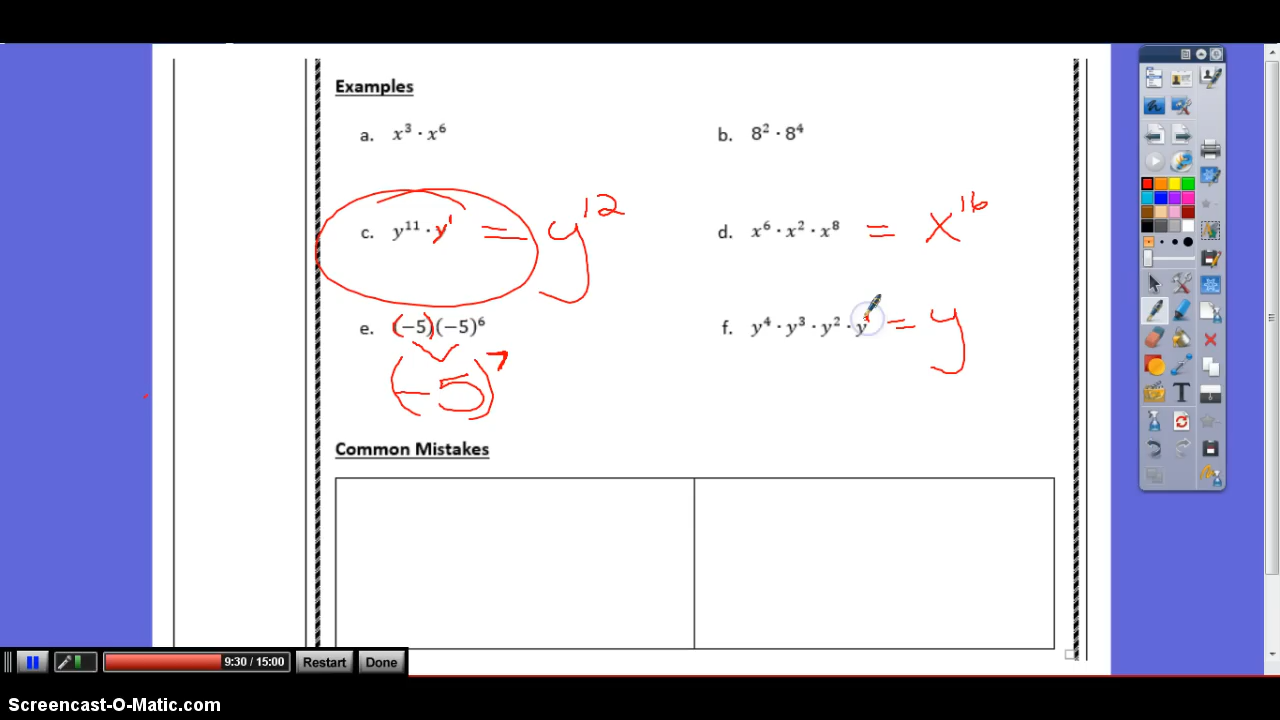 Examples
a. x³ · x⁶
b. 8² · 8⁴
c. y¹¹ · y¹ = y¹²
d. x⁶ · x² · x⁸ = x¹⁶
e. (−5)(−5)⁶
(−5)⁷
f. y⁴ · y³ · y² · y = y
Common Mistakes
9:30 / 15:00
Restart
Done
Screencast-O-Matic.com